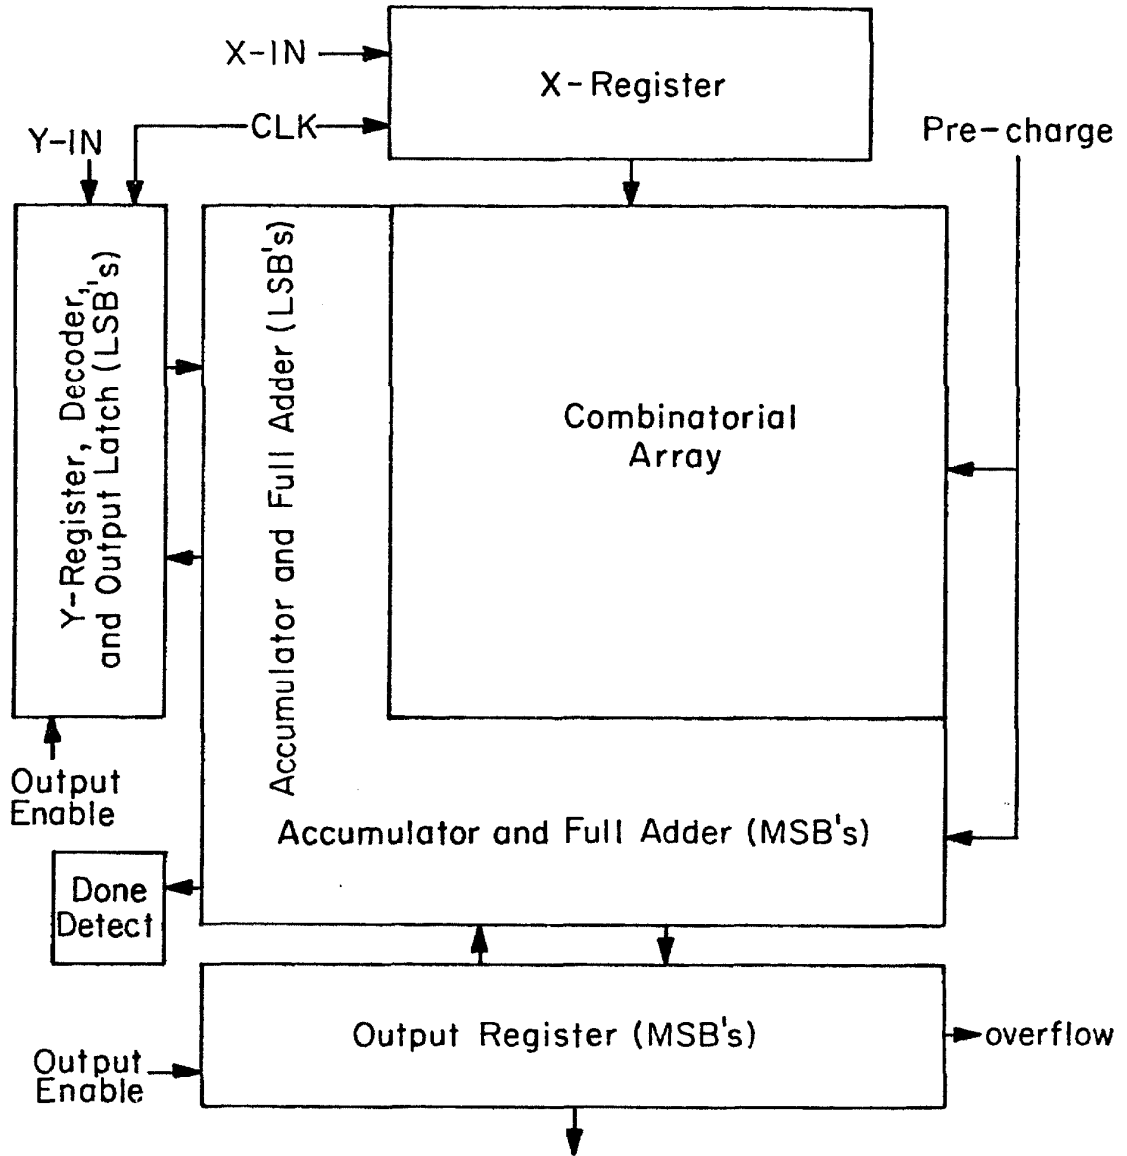 X-IN
X-Register
CLK
Y-IN
Pre-charge
Y-Register, Decoder,
and Output Latch (LSB's)
Accumulator and Full Adder (LSB's)
Combinatorial
Array
Output
Enable
Accumulator and Full Adder (MSB's)
Done
Detect
Output Register (MSB's)
overflow
Output
Enable